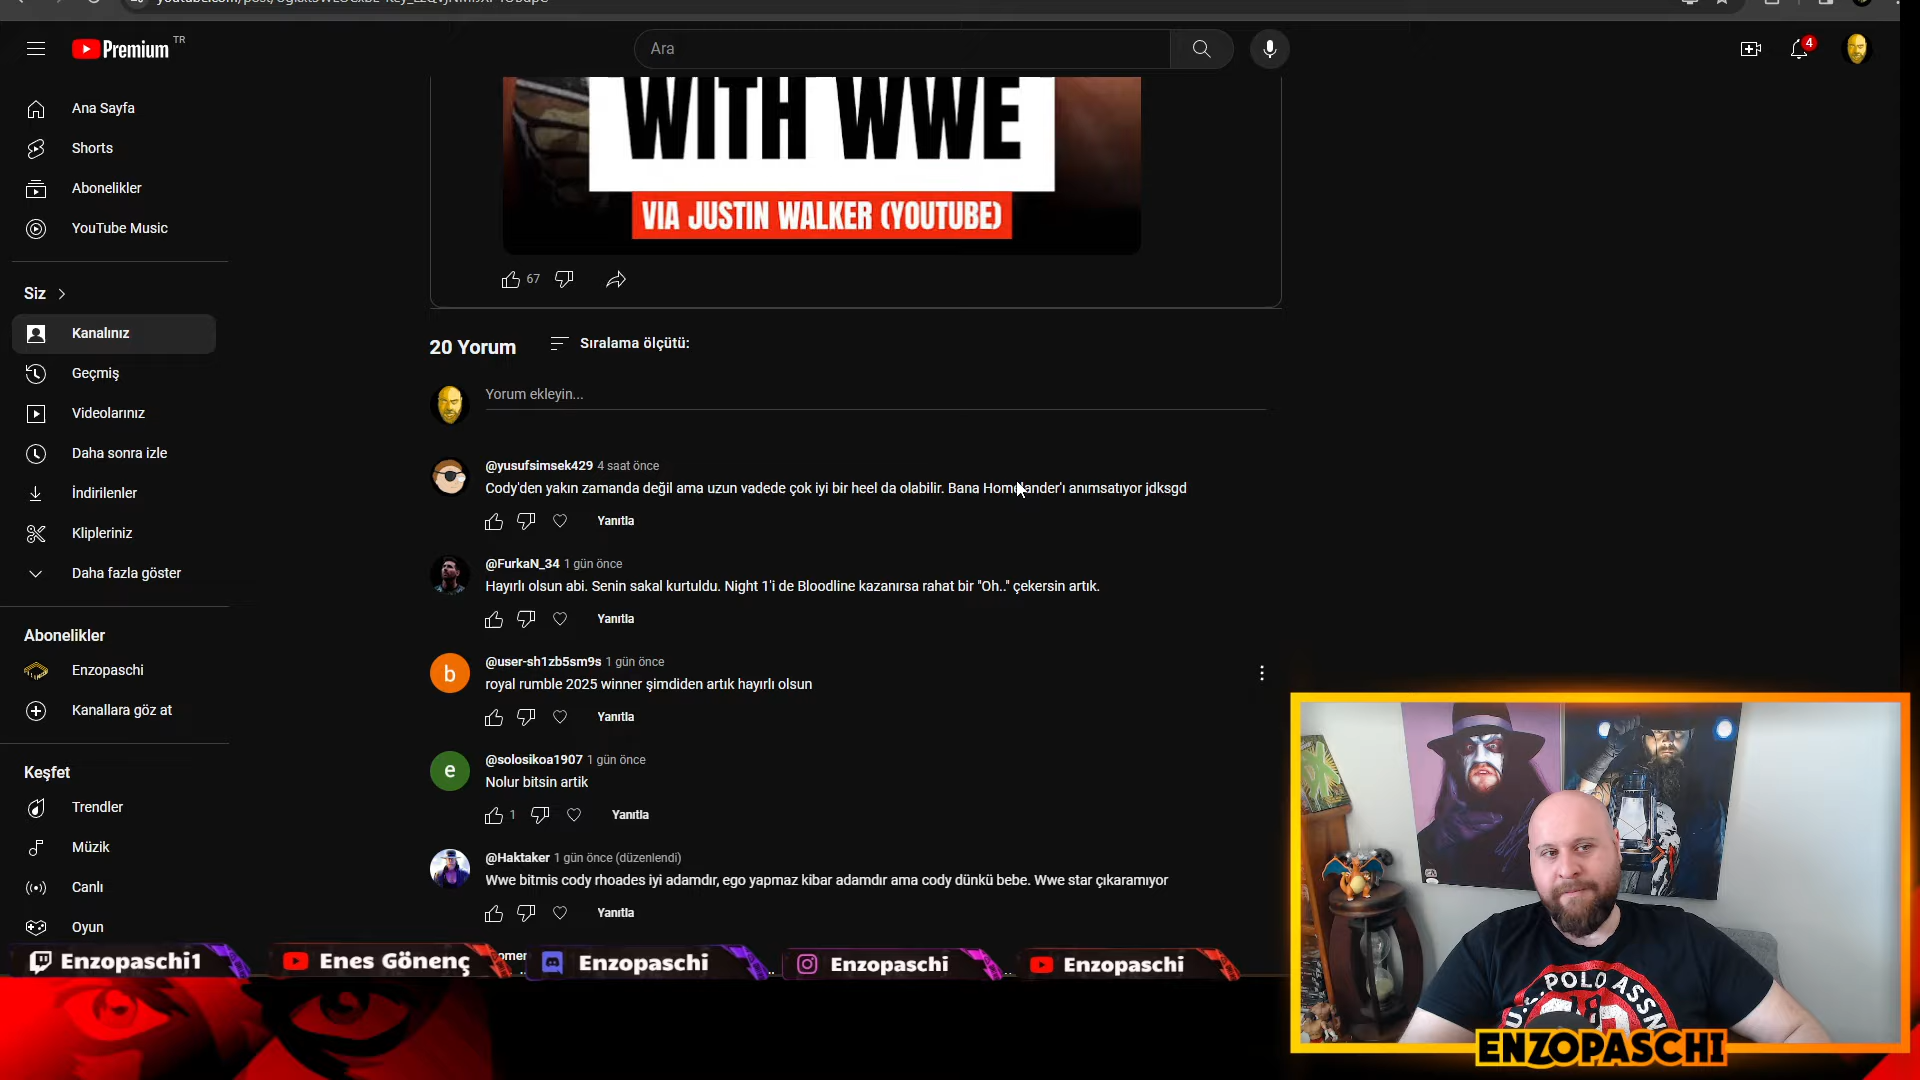 Premium TR
Ara
4
Ana Sayfa
Shorts
Abonelikler
YouTube Music
Siz
Kanalınız
Geçmiş
Videolarınız
Daha sonra izle
İndirilenler
Klipleriniz
Daha fazla göster
Abonelikler
Enzopaschi
Kanallara göz at
Keşfet
Trendler
Müzik
Canlı
Oyun
WITH WWE
VIA JUSTIN WALKER (YOUTUBE)
67
20 Yorum
Sıralama ölçütü:
Yorum ekleyin...
@yusufsimsek429 4 saat önce
Cody'den yakın zamanda değil ama uzun vadede çok iyi bir heel da olabilir. Bana Homelander'ı anımsatıyor jdksgd
Yanıtla
@FurkaN_34 1 gün önce
Hayırlı olsun abi. Senin sakal kurtuldu. Night 1'i de Bloodline kazanırsa rahat bir "Oh.." çekersin artık.
Yanıtla
b
@user-sh1zb5sm9s 1 gün önce
royal rumble 2025 winner şimdiden artık hayırlı olsun
Yanıtla
e
@solosikoa1907 1 gün önce
Nolur bitsin artik
1
Yanıtla
@Haktaker 1 gün önce (düzenlendi)
Wwe bitmis cody rhoades iyi adamdır, ego yapmaz kibar adamdır ama cody dünkü bebe. Wwe star çıkaramıyor
Yanıtla
Enzopaschi1
Enes Gönenç
Enzopaschi
Enzopaschi
Enzopaschi
U.S. POLO ASSN
ENZOPASCHI